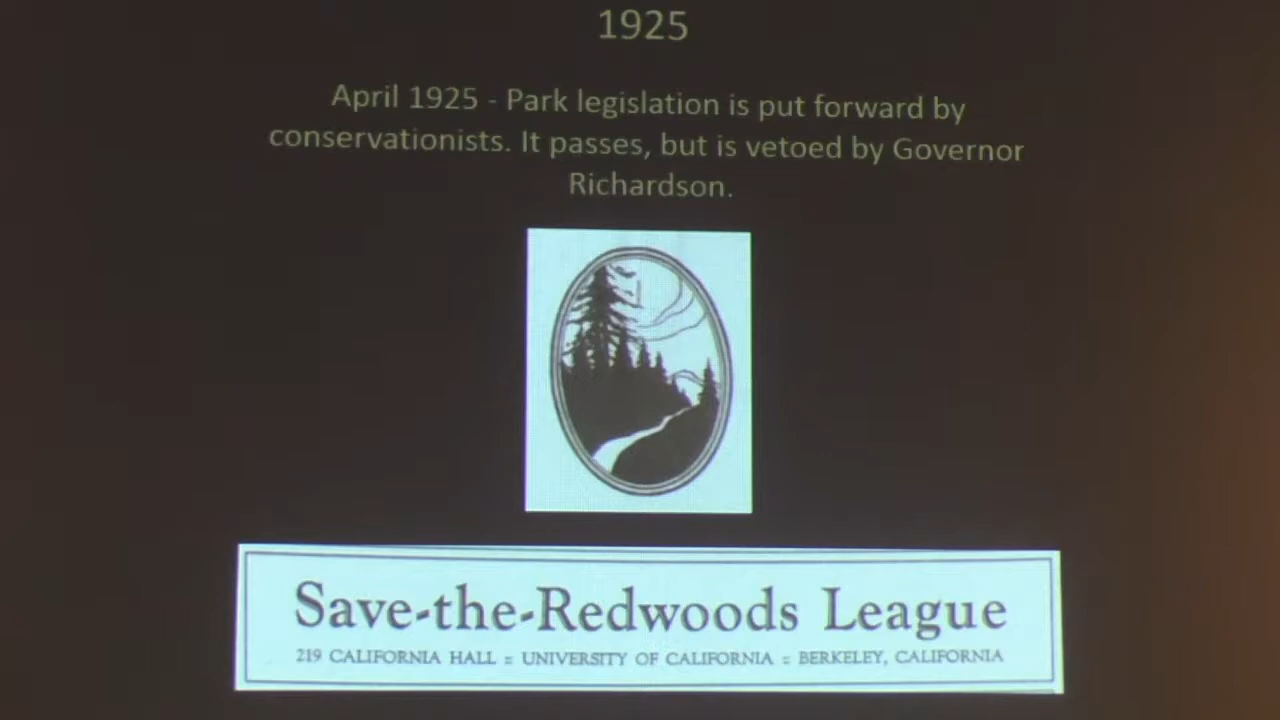 1925
April 1925 - Park legislation is put forward by
conservationists. It passes, but is vetoed by Governor
Richardson.
Save-the-Redwoods League
219 CALIFORNIA HALL :: UNIVERSITY OF CALIFORNIA :: BERKELEY, CALIFORNIA